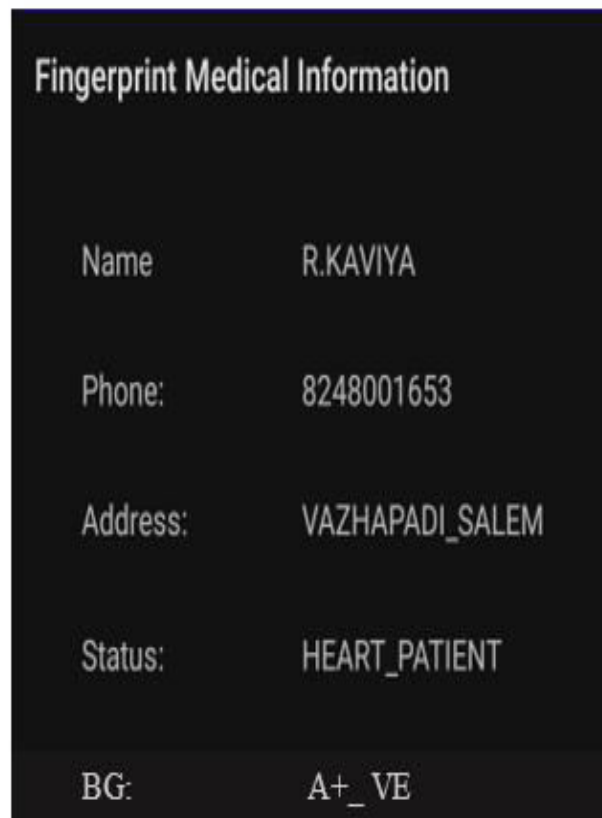 Fingerprint Medical Information
Name R.KAVIYA
Phone: 8248001653
Address: VAZHAPADI_SALEM
Status: HEART_PATIENT
BG: A+_ VE